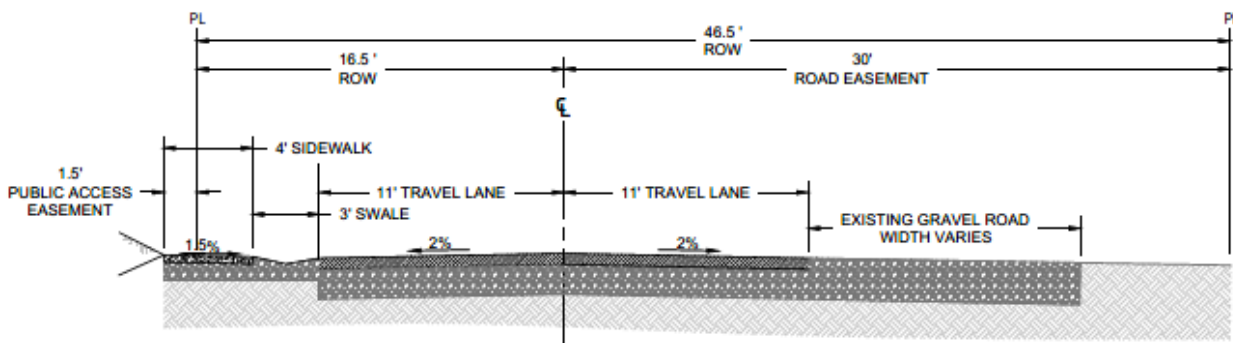 PL
P
46.5 '
ROW
16.5 '
ROW
30'
ROAD EASEMENT
CL
4' SIDEWALK
1.5'
PUBLIC ACCESS
EASEMENT
11' TRAVEL LANE
11' TRAVEL LANE
3' SWALE
EXISTING GRAVEL ROAD
WIDTH VARIES
1.5%
2%
2%